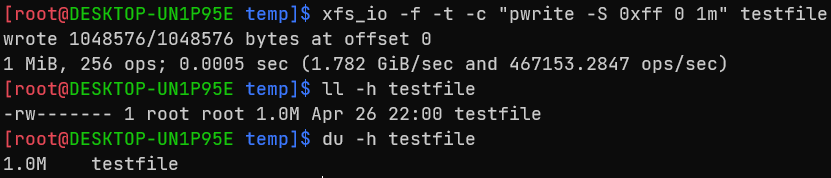 [root@DESKTOP-UN1P95E temp]$ xfs_io -f -t -c "pwrite -S 0xff 0 1m" testfile
wrote 1048576/1048576 bytes at offset 0
1 MiB, 256 ops; 0.0005 sec (1.782 GiB/sec and 467153.2847 ops/sec)
[root@DESKTOP-UN1P95E temp]$ ll -h testfile
-rw------- 1 root root 1.0M Apr 26 22:00 testfile
[root@DESKTOP-UN1P95E temp]$ du -h testfile
1.0M    testfile